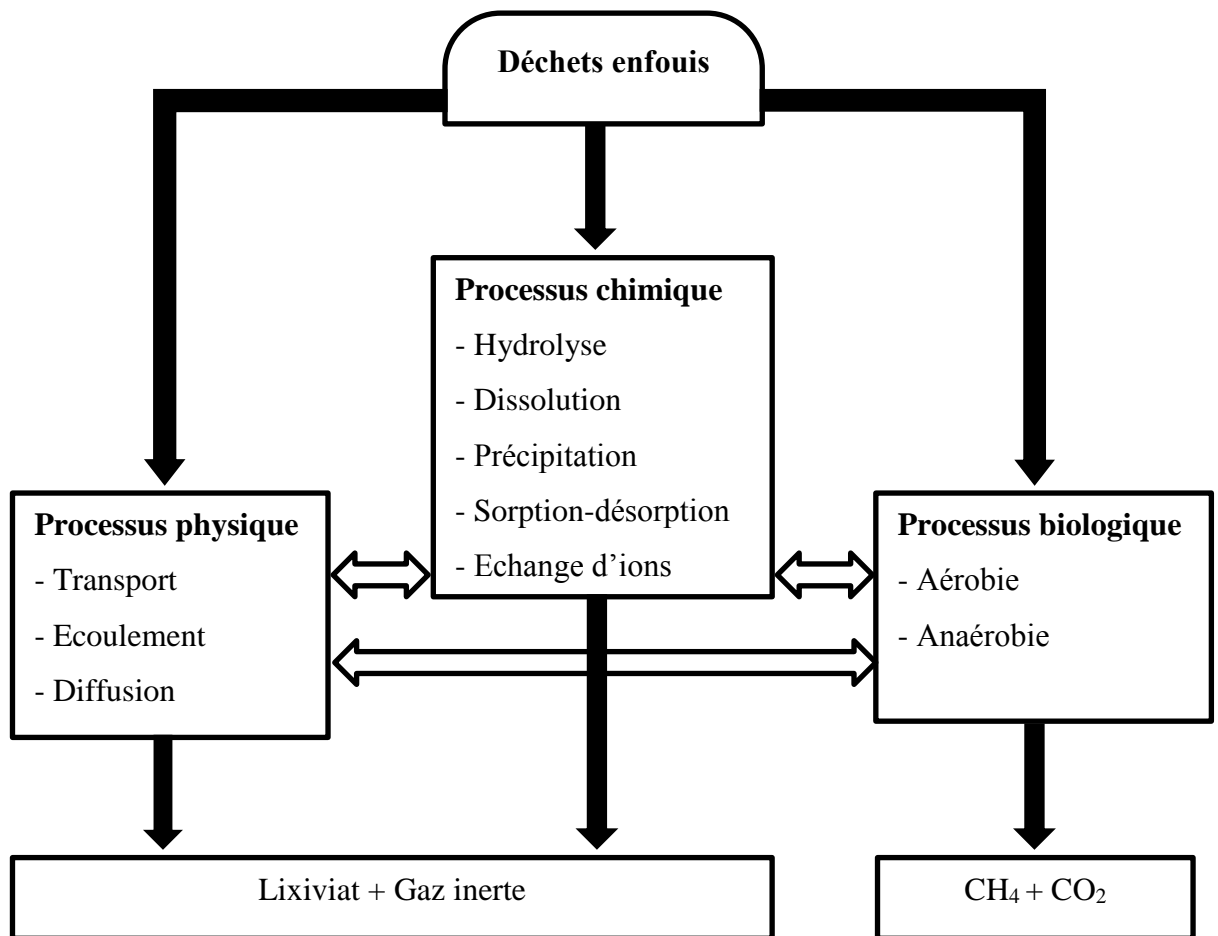 Déchets enfouis
Processus chimique
- Hydrolyse
- Dissolution
- Précipitation
- Sorption-désorption
- Echange d’ions
Processus physique
- Transport
- Ecoulement
- Diffusion
Processus biologique
- Aérobie
- Anaérobie
Lixiviat + Gaz inerte
CH₄ + CO₂